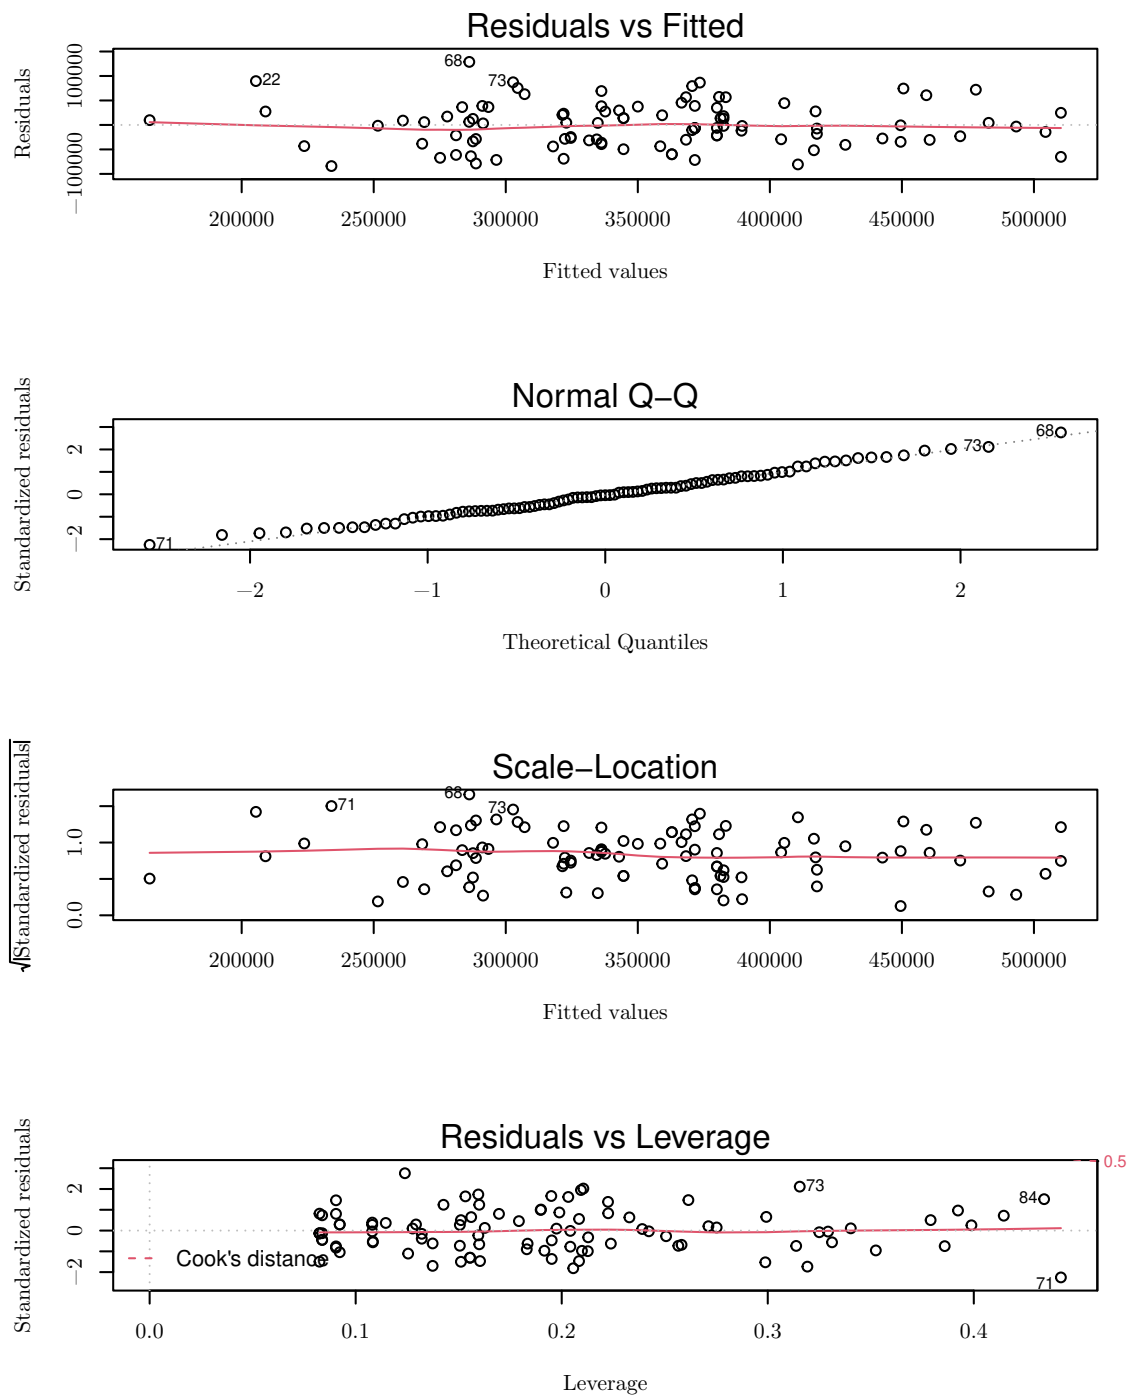 Residuals vs Fitted
Residuals
−100000
100000
68
22
73
200000 250000 300000 350000 400000 450000 500000
Fitted values
Normal Q−Q
Standardized residuals
−2 0 2
68
73
71
−2 −1 0 1 2
Theoretical Quantiles
Scale−Location
√|Standardized residuals|
0.0 1.0
68
71
73
200000 250000 300000 350000 400000 450000 500000
Fitted values
Residuals vs Leverage
Standardized residuals
−2 0 2
0.5
73
84
Cook's distance
71
0.0 0.1 0.2 0.3 0.4
Leverage